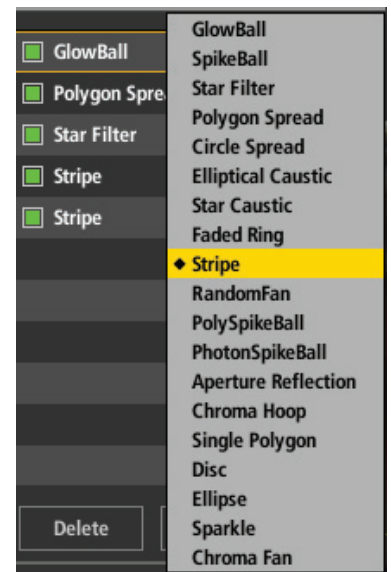 GlowBall
Polygon Spre
Star Filter
Stripe
Stripe
Delete
GlowBall
SpikeBall
Star Filter
Polygon Spread
Circle Spread
Elliptical Caustic
Star Caustic
Faded Ring
Stripe
RandomFan
PolySpikeBall
PhotonSpikeBall
Aperture Reflection
Chroma Hoop
Single Polygon
Disc
Ellipse
Sparkle
Chroma Fan